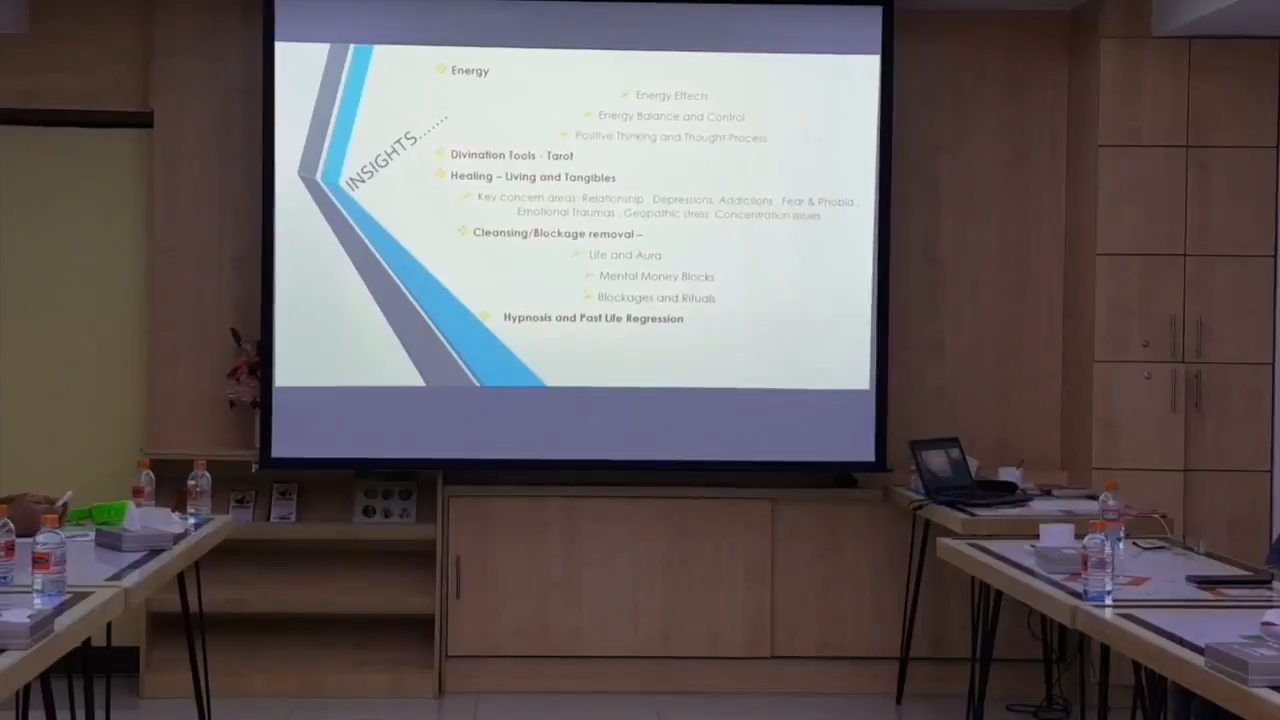 INSIGHTS.......
Energy
Energy Effects
Energy Balance and Control
Positive Thinking and Thought Process
Divination Tools - Tarot
Healing – Living and Tangibles
Key concern areas: Relationship , Depressions, Addictions , Fear & Phobia ,
Emotional Traumas , Geopathic stress, Concentration issues
Cleansing/Blockage removal –
Life and Aura
Mental Money Blocks
Blockages and Rituals
Hypnosis and Past Life Regression